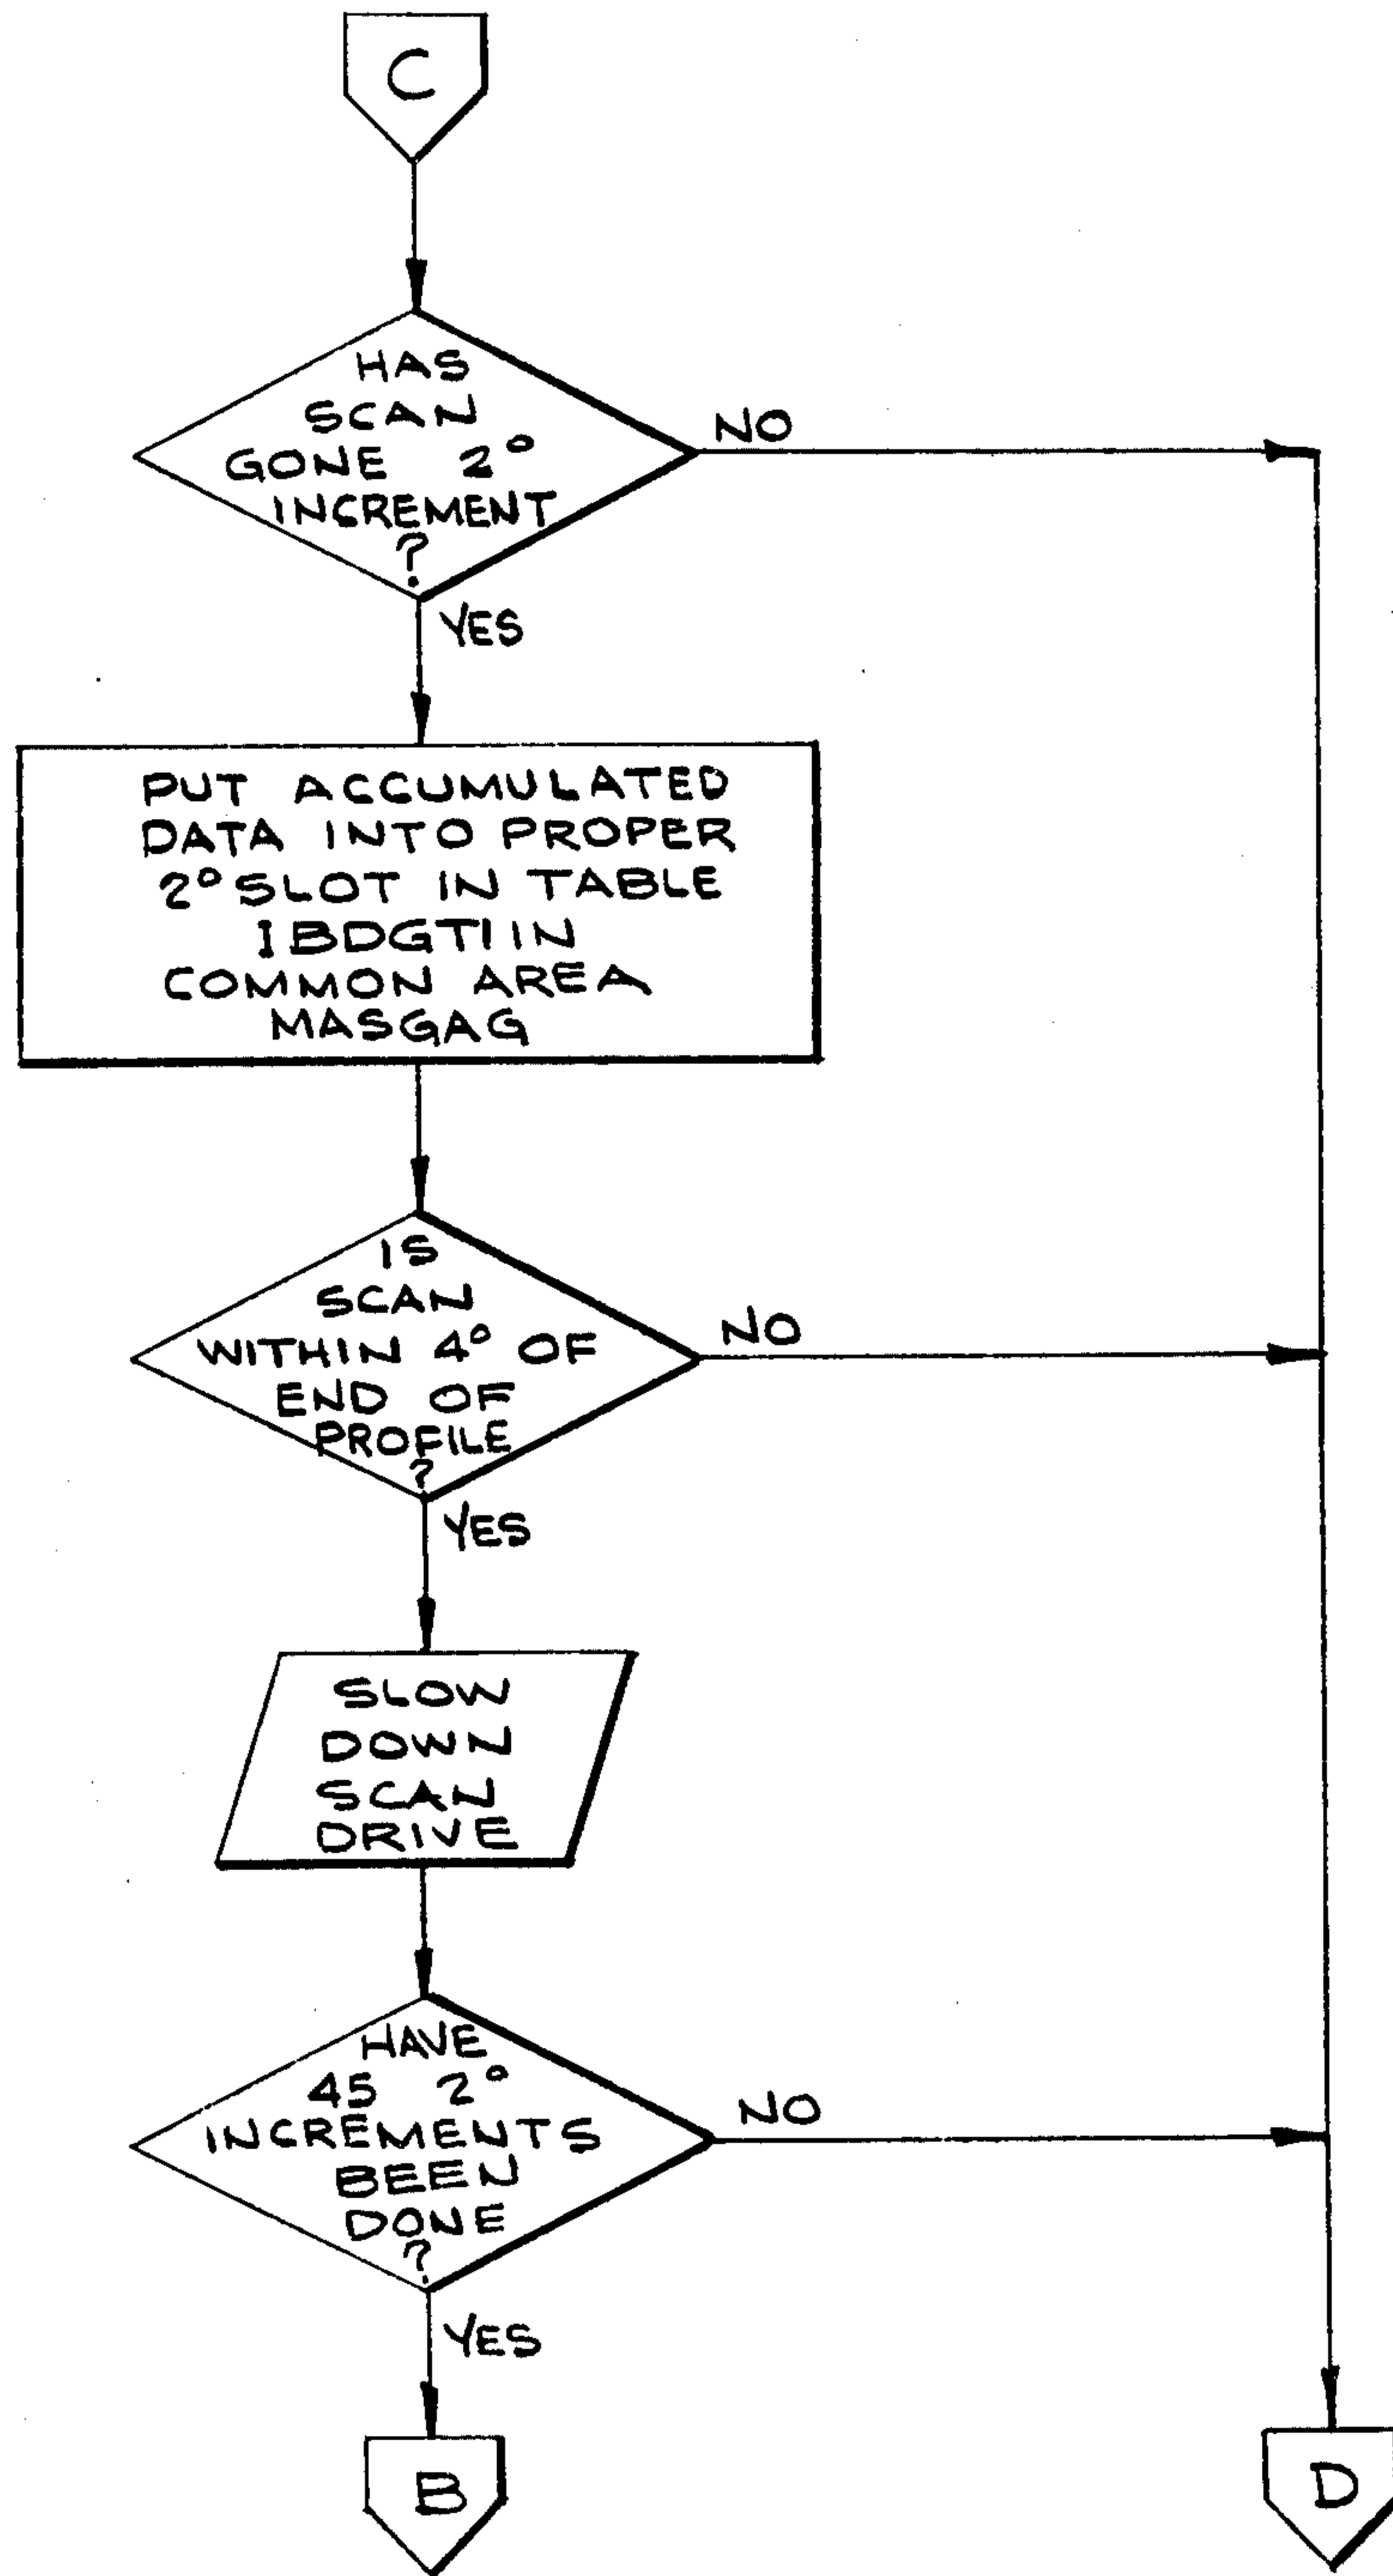 C
HAS
SCAN
GONE 2°
INCREMENT
?
NO
YES
PUT ACCUMULATED
DATA INTO PROPER
2° SLOT IN TABLE
IBDGTI IN
COMMON AREA
MASGAG
IS
SCAN
WITHIN 4° OF
END OF
PROFILE
?
NO
YES
SLOW
DOWN
SCAN
DRIVE
HAVE
45 2°
INCREMENTS
BEEN
DONE
?
NO
YES
B
D